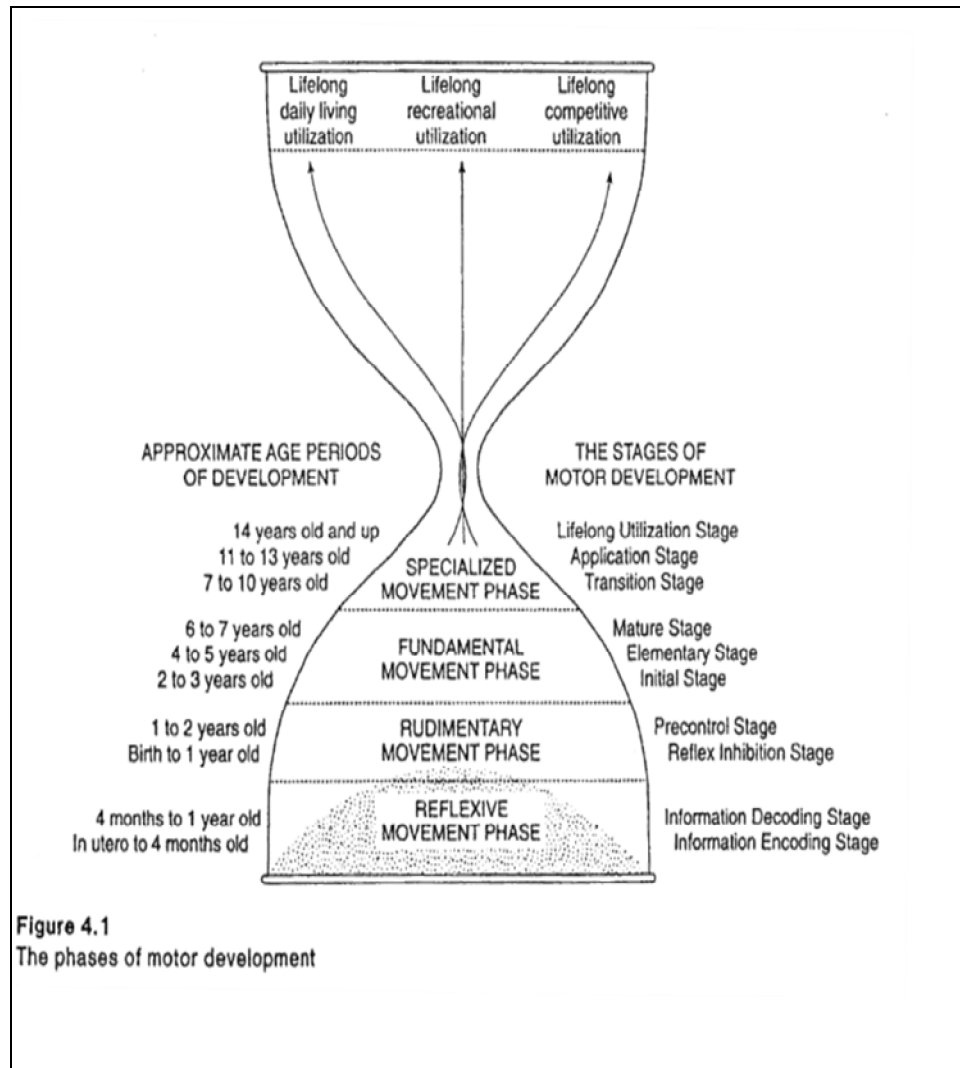 Lifelong
daily living
utilization
Lifelong
recreational
utilization
Lifelong
competitive
utilization
APPROXIMATE AGE PERIODS
OF DEVELOPMENT
THE STAGES OF
MOTOR DEVELOPMENT
14 years old and up
11 to 13 years old
7 to 10 years old
SPECIALIZED
MOVEMENT PHASE
Lifelong Utilization Stage
Application Stage
Transition Stage
6 to 7 years old
4 to 5 years old
2 to 3 years old
FUNDAMENTAL
MOVEMENT PHASE
Mature Stage
Elementary Stage
Initial Stage
1 to 2 years old
Birth to 1 year old
RUDIMENTARY
MOVEMENT PHASE
Precontrol Stage
Reflex Inhibition Stage
4 months to 1 year old
In utero to 4 months old
REFLEXIVE
MOVEMENT PHASE
Information Decoding Stage
Information Encoding Stage
Figure 4.1
The phases of motor development